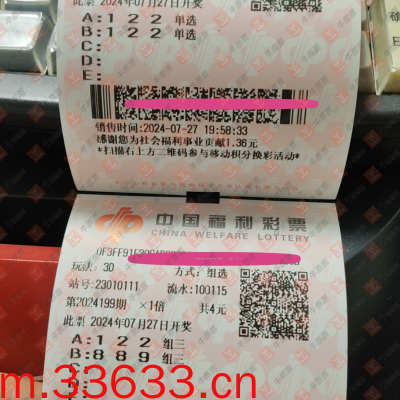 此票 2024年07月27日开奖
A:1 2 2 单选
B:1 2 2 单选
C:
D:
E:
销售时间:2024-07-27 19:58:33
感谢您为社会福利事业贡献1.36元
*扫描右上方二维码参与移动积分换彩活动*
中国福利彩票
CHINA WELFARE LOTTERY
玩法: 3D 方式: 组选
站号: 23010111 流水: 100115
第2024199期 ×1倍 共4元
此票 2024年07月27日开奖
A:1 2 2 组三
B:8 8 9 组三
m.33633.cn